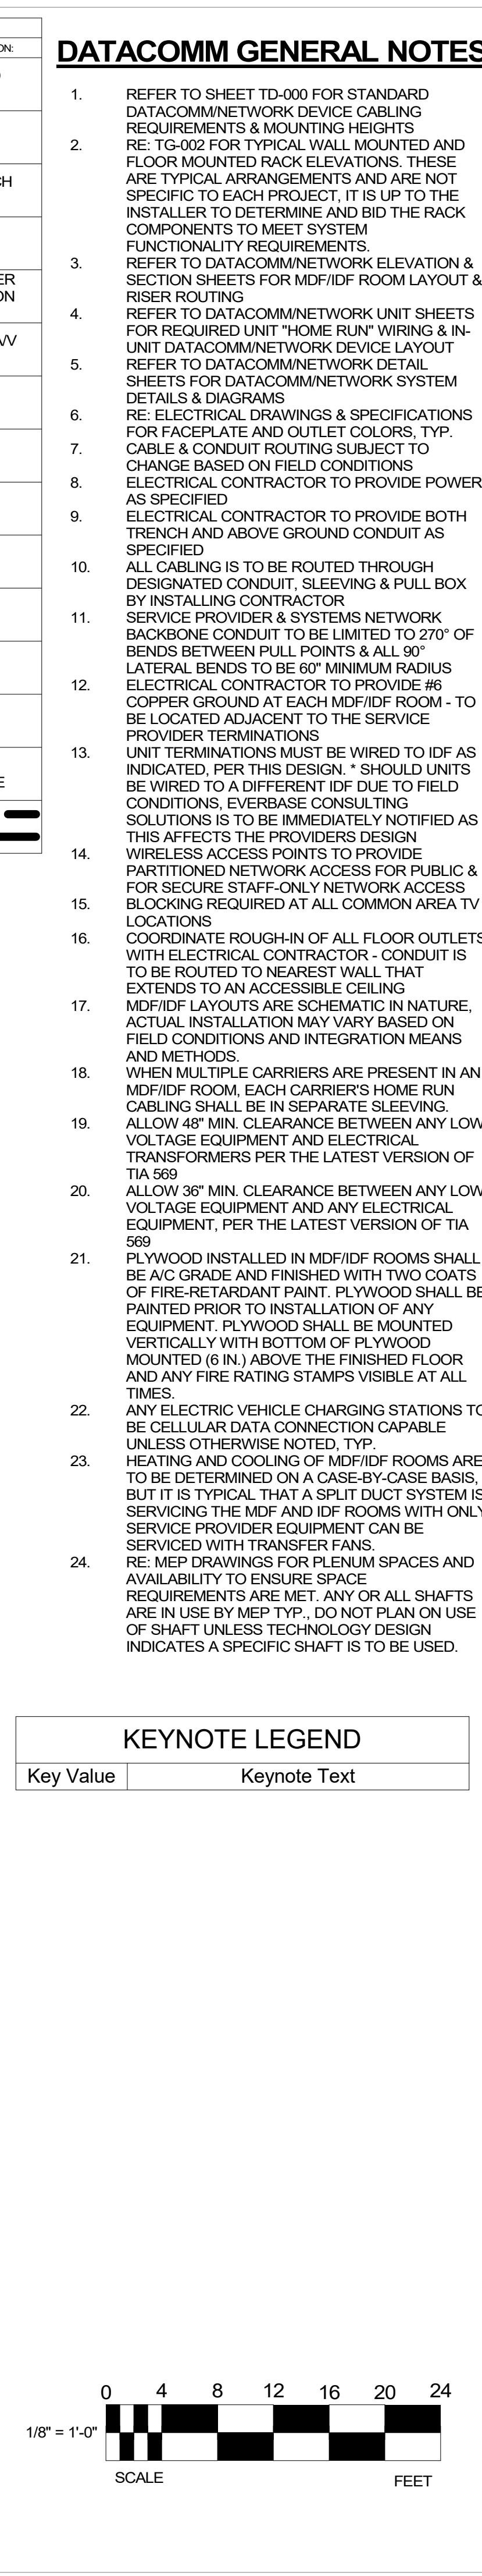 ON:
CH
ER
ON
W
E
DATACOMM GENERAL NOTES
1. REFER TO SHEET TD-000 FOR STANDARD
DATACOMM/NETWORK DEVICE CABLING
REQUIREMENTS & MOUNTING HEIGHTS
2. RE: TG-002 FOR TYPICAL WALL MOUNTED AND
FLOOR MOUNTED RACK ELEVATIONS. THESE
ARE TYPICAL ARRANGEMENTS AND ARE NOT
SPECIFIC TO EACH PROJECT, IT IS UP TO THE
INSTALLER TO DETERMINE AND BID THE RACK
COMPONENTS TO MEET SYSTEM
FUNCTIONALITY REQUIREMENTS.
3. REFER TO DATACOMM/NETWORK ELEVATION &
SECTION SHEETS FOR MDF/IDF ROOM LAYOUT &
RISER ROUTING
4. REFER TO DATACOMM/NETWORK UNIT SHEETS
FOR REQUIRED UNIT "HOME RUN" WIRING & IN-
UNIT DATACOMM/NETWORK DEVICE LAYOUT
5. REFER TO DATACOMM/NETWORK DETAIL
SHEETS FOR DATACOMM/NETWORK SYSTEM
DETAILS & DIAGRAMS
6. RE: ELECTRICAL DRAWINGS & SPECIFICATIONS
FOR FACEPLATE AND OUTLET COLORS, TYP.
7. CABLE & CONDUIT ROUTING SUBJECT TO
CHANGE BASED ON FIELD CONDITIONS
8. ELECTRICAL CONTRACTOR TO PROVIDE POWER
AS SPECIFIED
9. ELECTRICAL CONTRACTOR TO PROVIDE BOTH
TRENCH AND ABOVE GROUND CONDUIT AS
SPECIFIED
10. ALL CABLING IS TO BE ROUTED THROUGH
DESIGNATED CONDUIT, SLEEVING & PULL BOX
BY INSTALLING CONTRACTOR
11. SERVICE PROVIDER & SYSTEMS NETWORK
BACKBONE CONDUIT TO BE LIMITED TO 270° OF
BENDS BETWEEN PULL POINTS & ALL 90°
LATERAL BENDS TO BE 60" MINIMUM RADIUS
12. ELECTRICAL CONTRACTOR TO PROVIDE #6
COPPER GROUND AT EACH MDF/IDF ROOM - TO
BE LOCATED ADJACENT TO THE SERVICE
PROVIDER TERMINATIONS
13. UNIT TERMINATIONS MUST BE WIRED TO IDF AS
INDICATED, PER THIS DESIGN. * SHOULD UNITS
BE WIRED TO A DIFFERENT IDF DUE TO FIELD
CONDITIONS, EVERBASE CONSULTING
SOLUTIONS IS TO BE IMMEDIATELY NOTIFIED AS
THIS AFFECTS THE PROVIDERS DESIGN
14. WIRELESS ACCESS POINTS TO PROVIDE
PARTITIONED NETWORK ACCESS FOR PUBLIC &
FOR SECURE STAFF-ONLY NETWORK ACCESS
15. BLOCKING REQUIRED AT ALL COMMON AREA TV
LOCATIONS
16. COORDINATE ROUGH-IN OF ALL FLOOR OUTLETS
WITH ELECTRICAL CONTRACTOR - CONDUIT IS
TO BE ROUTED TO NEAREST WALL THAT
EXTENDS TO AN ACCESSIBLE CEILING
17. MDF/IDF LAYOUTS ARE SCHEMATIC IN NATURE,
ACTUAL INSTALLATION MAY VARY BASED ON
FIELD CONDITIONS AND INTEGRATION MEANS
AND METHODS.
18. WHEN MULTIPLE CARRIERS ARE PRESENT IN AN
MDF/IDF ROOM, EACH CARRIER'S HOME RUN
CABLING SHALL BE IN SEPARATE SLEEVING.
19. ALLOW 48" MIN. CLEARANCE BETWEEN ANY LOW
VOLTAGE EQUIPMENT AND ELECTRICAL
TRANSFORMERS PER THE LATEST VERSION OF
TIA 569
20. ALLOW 36" MIN. CLEARANCE BETWEEN ANY LOW
VOLTAGE EQUIPMENT AND ANY ELECTRICAL
EQUIPMENT, PER THE LATEST VERSION OF TIA
569
21. PLYWOOD INSTALLED IN MDF/IDF ROOMS SHALL
BE A/C GRADE AND FINISHED WITH TWO COATS
OF FIRE-RETARDANT PAINT. PLYWOOD SHALL BE
PAINTED PRIOR TO INSTALLATION OF ANY
EQUIPMENT. PLYWOOD SHALL BE MOUNTED
VERTICALLY WITH BOTTOM OF PLYWOOD
MOUNTED (6 IN.) ABOVE THE FINISHED FLOOR
AND ANY FIRE RATING STAMPS VISIBLE AT ALL
TIMES.
22. ANY ELECTRIC VEHICLE CHARGING STATIONS TO
BE CELLULAR DATA CONNECTION CAPABLE
UNLESS OTHERWISE NOTED, TYP.
23. HEATING AND COOLING OF MDF/IDF ROOMS ARE
TO BE DETERMINED ON A CASE-BY-CASE BASIS,
BUT IT IS TYPICAL THAT A SPLIT DUCT SYSTEM IS
SERVICING THE MDF AND IDF ROOMS WITH ONLY
SERVICE PROVIDER EQUIPMENT CAN BE
SERVICED WITH TRANSFER FANS.
24. RE: MEP DRAWINGS FOR PLENUM SPACES AND
AVAILABILITY TO ENSURE SPACE
REQUIREMENTS ARE MET. ANY OR ALL SHAFTS
ARE IN USE BY MEP TYP., DO NOT PLAN ON USE
OF SHAFT UNLESS TECHNOLOGY DESIGN
INDICATES A SPECIFIC SHAFT IS TO BE USED.
KEYNOTE LEGEND
Key Value Keynote Text
0 4 8 12 16 20 24
1/8" = 1'-0"
SCALE FEET